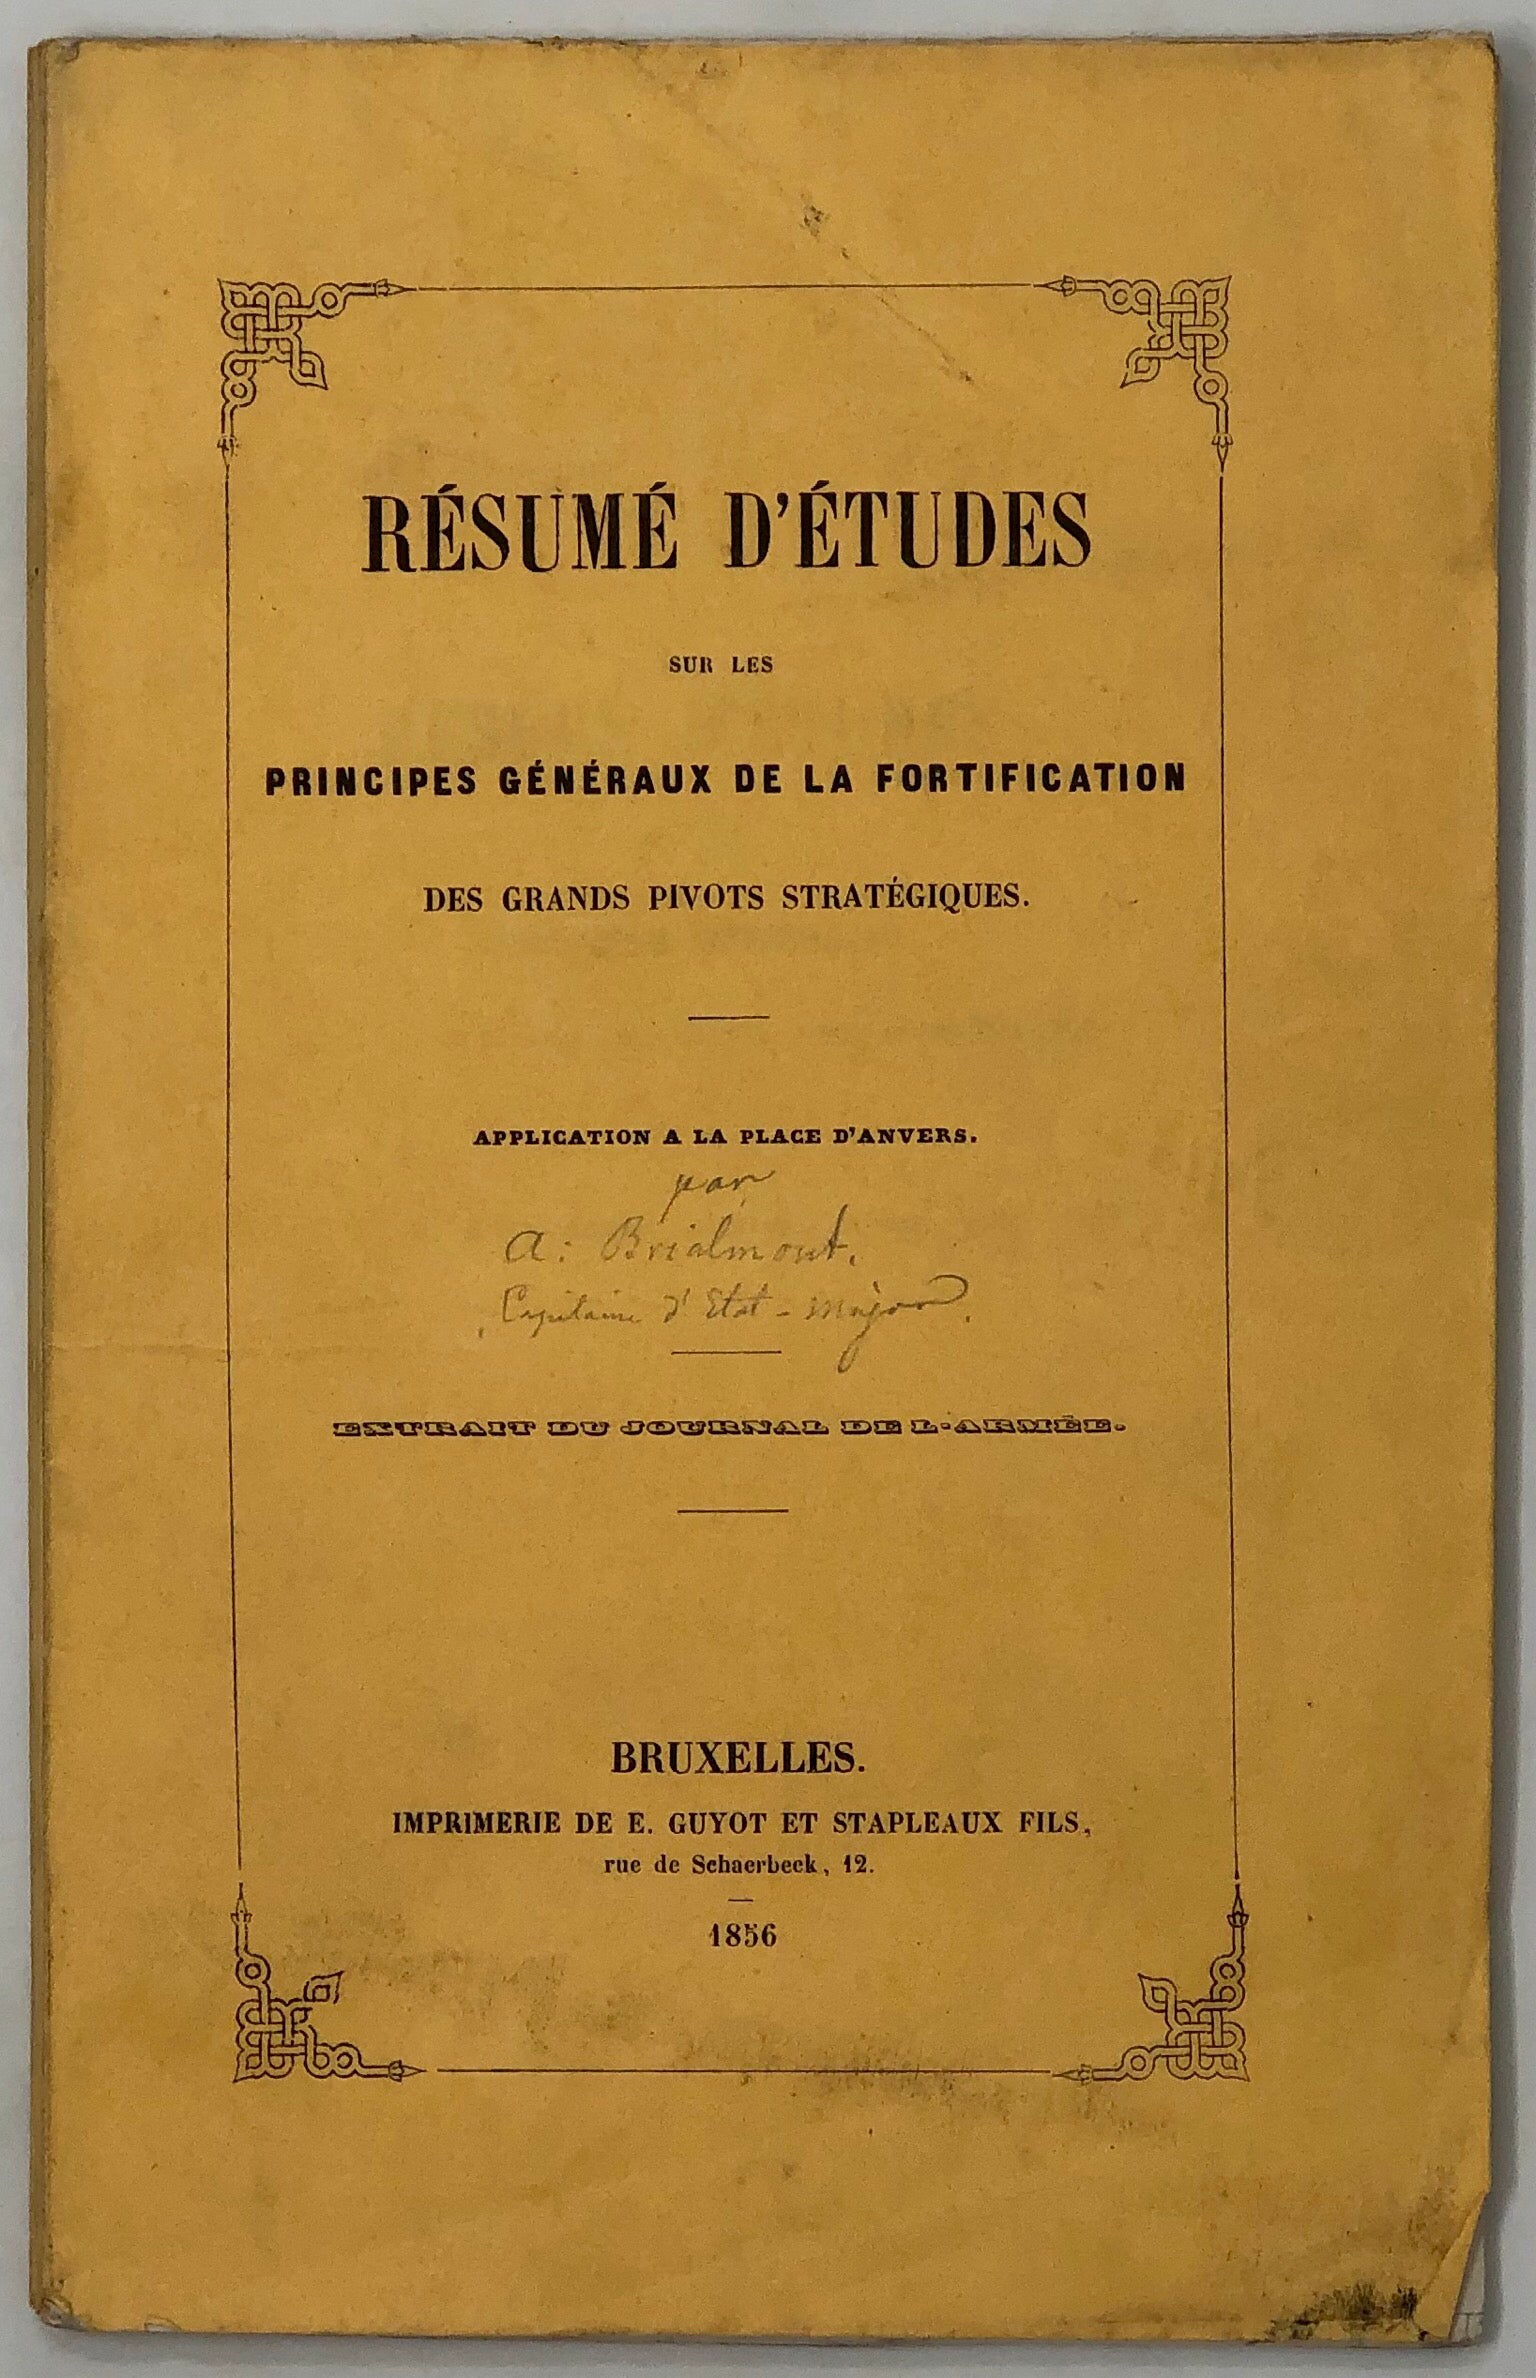 RÉSUMÉ D'ÉTUDES
SUR LES
PRINCIPES GÉNÉRAUX DE LA FORTIFICATION
DES GRANDS PIVOTS STRATÉGIQUES.
APPLICATION A LA PLACE D'ANVERS.
par
A: Brialmont.
Capitaine d'Etat-Major.
EXTRAIT DU JOURNAL DE L'ARMÉE.
BRUXELLES.
IMPRIMERIE DE E. GUYOT ET STAPLEAUX FILS,
rue de Schaerbeck, 12.
1856